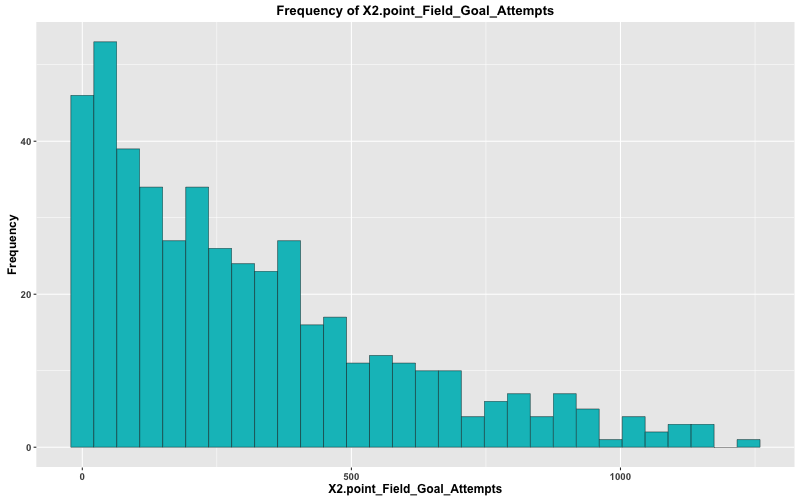 Frequency of X2.point_Field_Goal_Attempts
Frequency
40
20
0
0 500 1000
X2.point_Field_Goal_Attempts